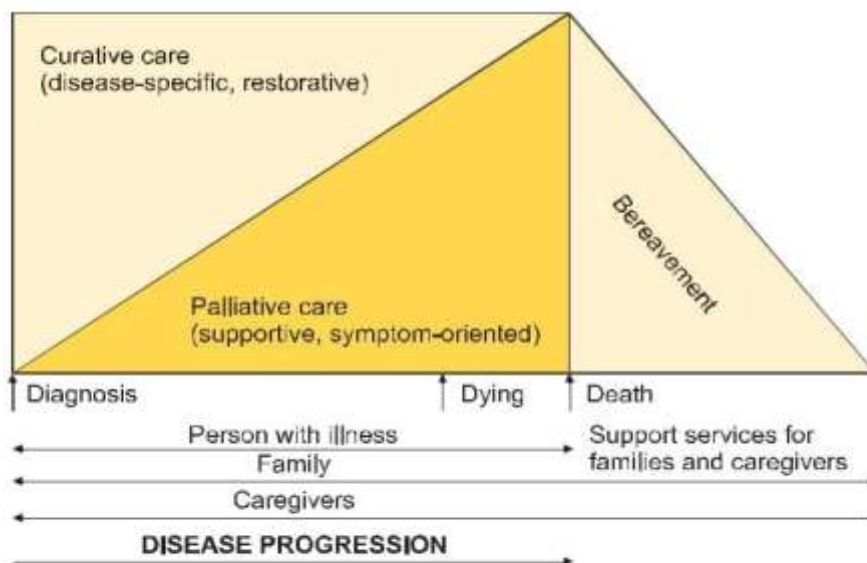 Curative care
(disease-specific, restorative)
Bereavement
Palliative care
(supportive, symptom-oriented)
Diagnosis
Dying
Death
Person with illness
Support services for
families and caregivers
Family
Caregivers
DISEASE PROGRESSION